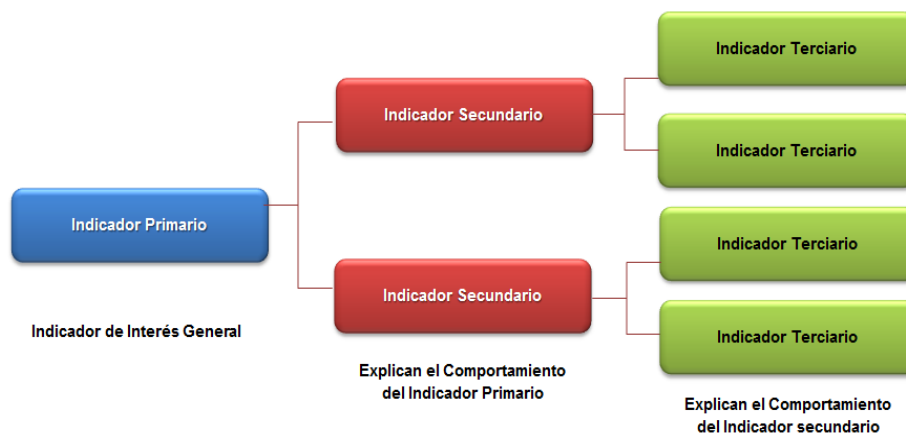 Indicador Terciario
Indicador Secundario
Indicador Terciario
Indicador Primario
Indicador Terciario
Indicador Secundario
Indicador Terciario
Indicador de Interés General
Explican el Comportamiento
del Indicador Primario
Explican el Comportamiento
del Indicador secundario